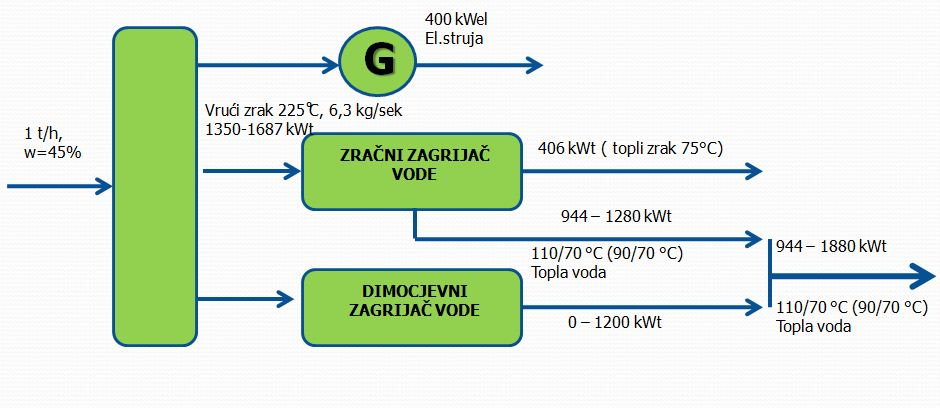 400 kWel
El.struja
G
Vrući zrak 225°C, 6,3 kg/sek
1350-1687 kWt
1 t/h,
w=45%
ZRAČNI ZAGRIJAČ
VODE
406 kWt ( topli zrak 75°C)
944 – 1280 kWt
110/70 °C (90/70 °C)
Topla voda
944 – 1880 kWt
DIMOCJEVNI
ZAGRIJAČ VODE
0 – 1200 kWt
110/70 °C (90/70 °C)
Topla voda